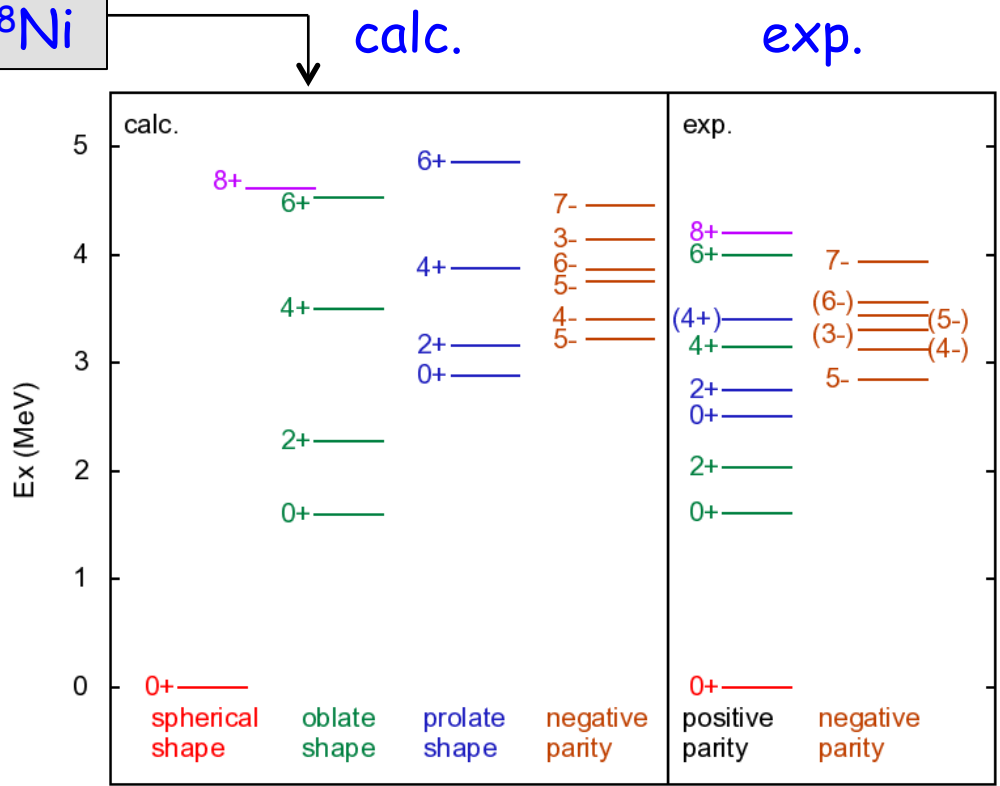 8Ni
calc.
exp.
calc.
exp.
5
4
3
2
1
0
Ex (MeV)
8+
6+
4+
2+
0+
6+
4+
2+
0+
7-
3-
6-
5-
4-
5-
0+
8+
6+
(4+)
4+
2+
0+
2+
0+
0+
7-
(6-)
(5-)
(3-)
(4-)
5-
spherical
shape
oblate
shape
prolate
shape
negative
parity
positive
parity
negative
parity